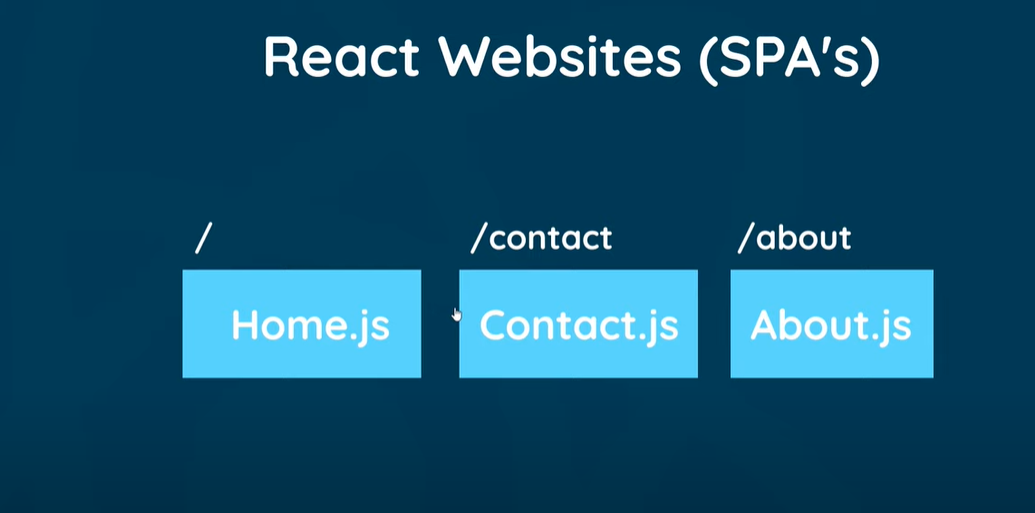 React Websites (SPA's)
/
/contact
/about
Home.js
Contact.js
About.js